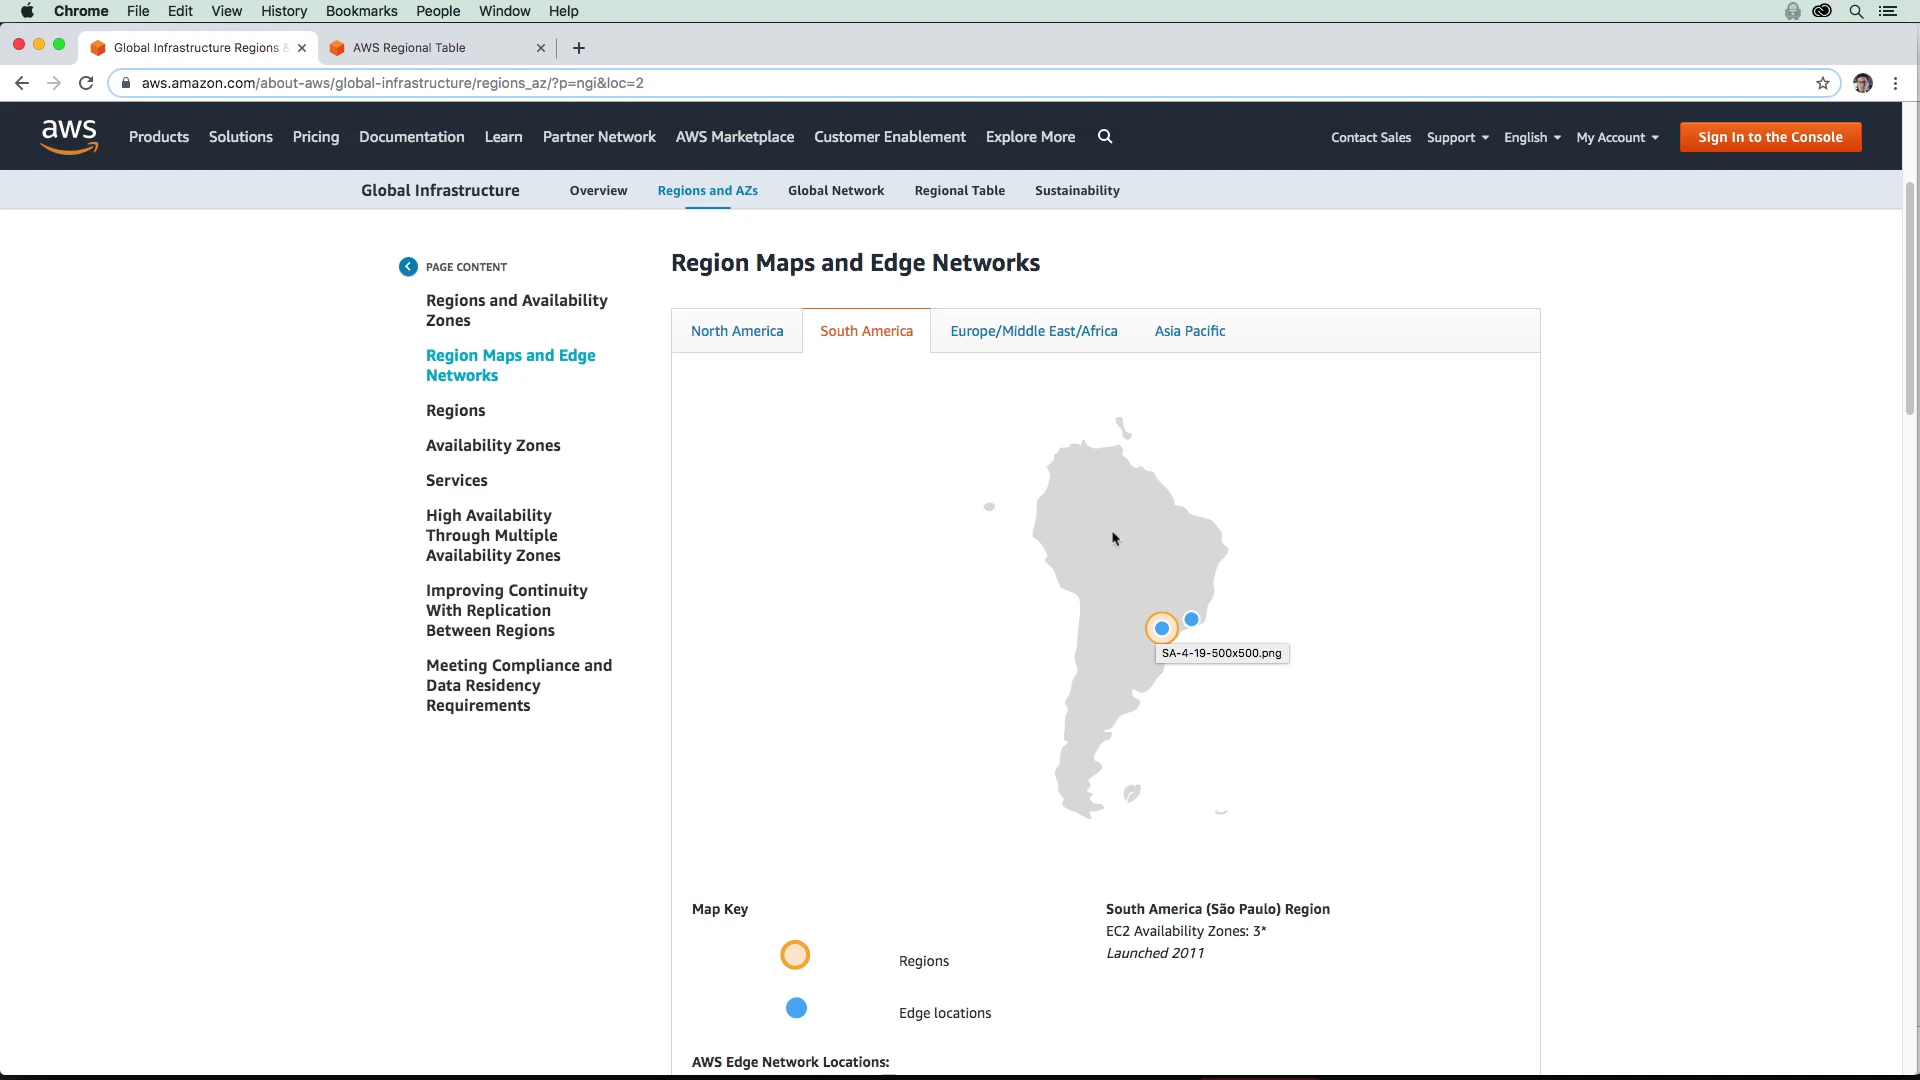 Chrome File Edit View History Bookmarks People Window Help
Global Infrastructure Regions &
AWS Regional Table
aws.amazon.com/about-aws/global-infrastructure/regions_az/?p=ngi&loc=2
aws Products Solutions Pricing Documentation Learn Partner Network AWS Marketplace Customer Enablement Explore More Contact Sales Support English My Account Sign In to the Console
Global Infrastructure Overview Regions and AZs Global Network Regional Table Sustainability
PAGE CONTENT
Regions and Availability
Zones
Region Maps and Edge
Networks
Regions
Availability Zones
Services
High Availability
Through Multiple
Availability Zones
Improving Continuity
With Replication
Between Regions
Meeting Compliance and
Data Residency
Requirements
Region Maps and Edge Networks
North America South America Europe/Middle East/Africa Asia Pacific
SA-4-19-500x500.png
Map Key
Regions
Edge locations
South America (São Paulo) Region
EC2 Availability Zones: 3*
Launched 2011
AWS Edge Network Locations: